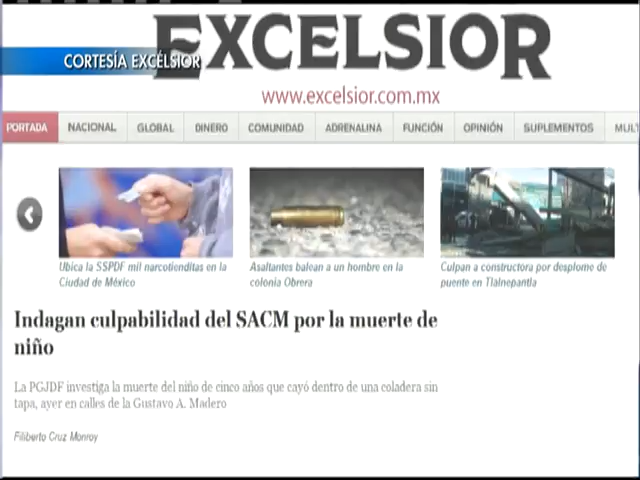 EXCELSIOR
CORTESÍA EXCÉLSIOR
www.excelsior.com.mx
PORTADA NACIONAL GLOBAL DINERO COMUNIDAD ADRENALINA FUNCIÓN OPINIÓN SUPLEMENTOS MULT
Ubica la SSPDF mil narcotienditas en la
Ciudad de México
Asaltantes balean a un hombre en la
colonia Obrera
Culpan a constructora por desplome de
puente en Tlalnepantla
Indagan culpabilidad del SACM por la muerte de
niño
La PGJDF investiga la muerte del niño de cinco años que cayó dentro de una coladera sin
tapa, ayer en calles de la Gustavo A. Madero
Filiberto Cruz Monroy